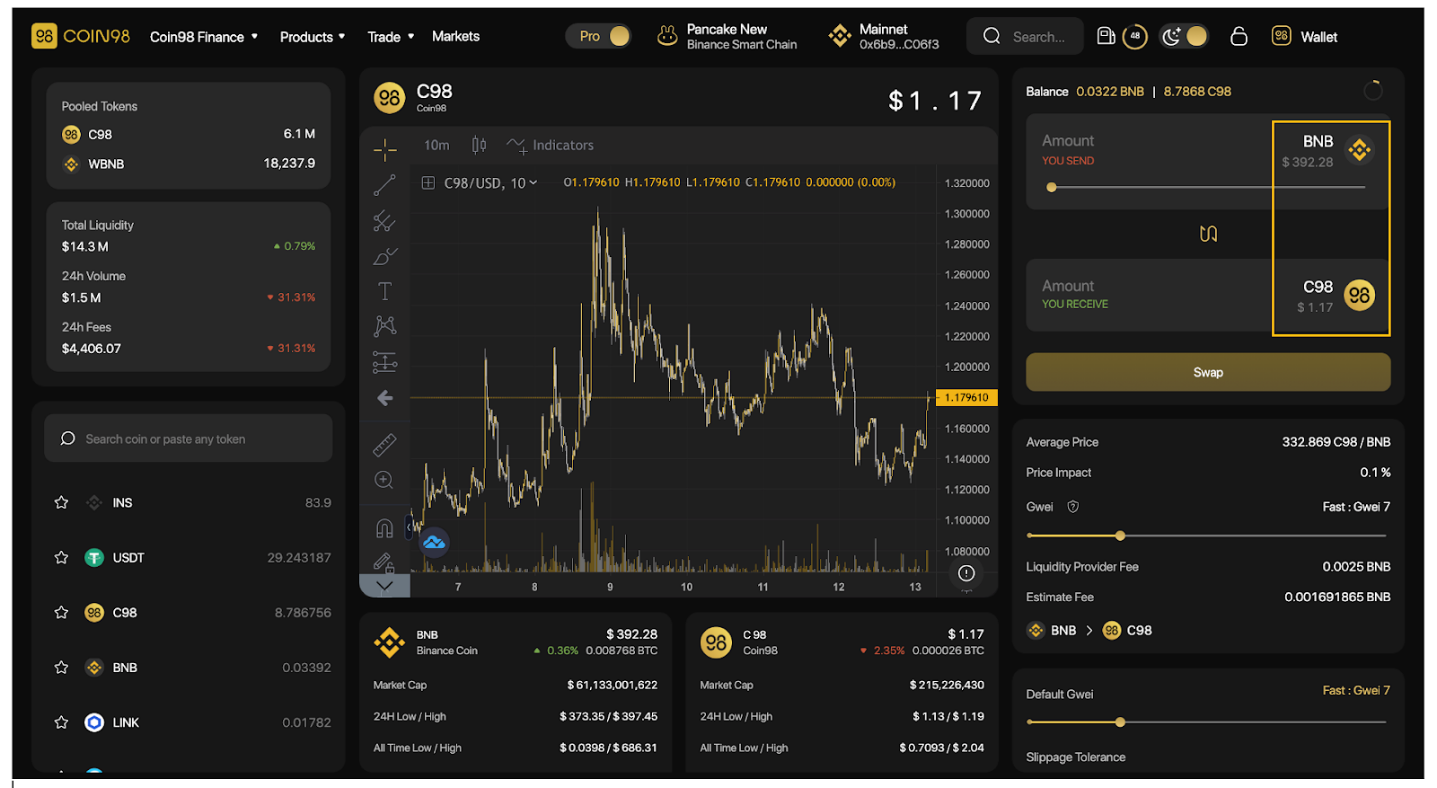 98 COIN98 Coin98 Finance Products Trade Markets Pro Pancake New Binance Smart Chain Mainnet 0x6b9...C06f3 Search... 48 98 Wallet
Pooled Tokens
98 C98 6.1 M
WBNB 18,237.9
Total Liquidity
$14.3 M 0.79%
24h Volume
$1.5 M 31.31%
24h Fees
$4,406.07 31.31%
Search coin or paste any token
INS 83.9
USDT 29.243187
98 C98 8.786756
BNB 0.03392
LINK 0.01782
98 C98
Coin98
$1.17
10m Indicators
C98/USD, 10 O1.179610 H1.179610 L1.179610 C1.179610 0.000000 (0.00%)
1.320000
1.300000
1.280000
1.260000
1.240000
1.220000
1.200000
1.179610
1.160000
1.140000
1.120000
1.100000
1.080000
7 8 9 10 11 12 13
BNB $ 392.28
Binance Coin 0.36% 0.008768 BTC
Market Cap $ 61,133,001,622
24H Low / High $ 373.35 / $ 397.45
All Time Low / High $ 0.0398 / $ 686.31
98 C 98 $ 1.17
Coin98 2.35% 0.000026 BTC
Market Cap $ 215,226,430
24H Low / High $ 1.13 / $ 1.19
All Time Low / High $ 0.7093 / $ 2.04
Balance 0.0322 BNB | 8.7868 C98
Amount BNB
YOU SEND $ 392.28
Amount C98 98
YOU RECEIVE $ 1.17
Swap
Average Price 332.869 C98 / BNB
Price Impact 0.1 %
Gwei Fast : Gwei 7
Liquidity Provider Fee 0.0025 BNB
Estimate Fee 0.001691865 BNB
BNB > 98 C98
Default Gwei Fast : Gwei 7
Slippage Tolerance